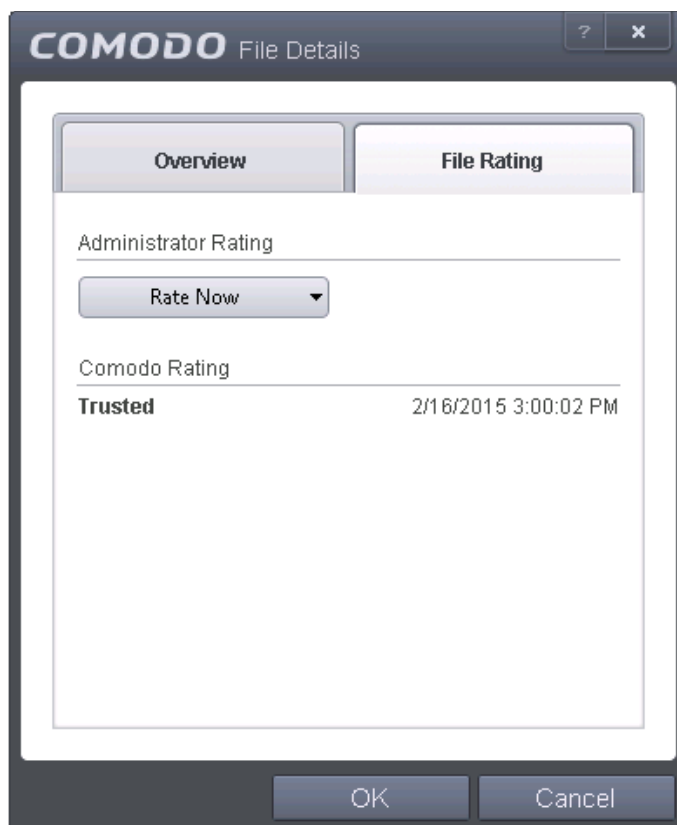 COMODO File Details ? ×
Overview File Rating
Administrator Rating
Rate Now
Comodo Rating
Trusted 2/16/2015 3:00:02 PM
OK Cancel